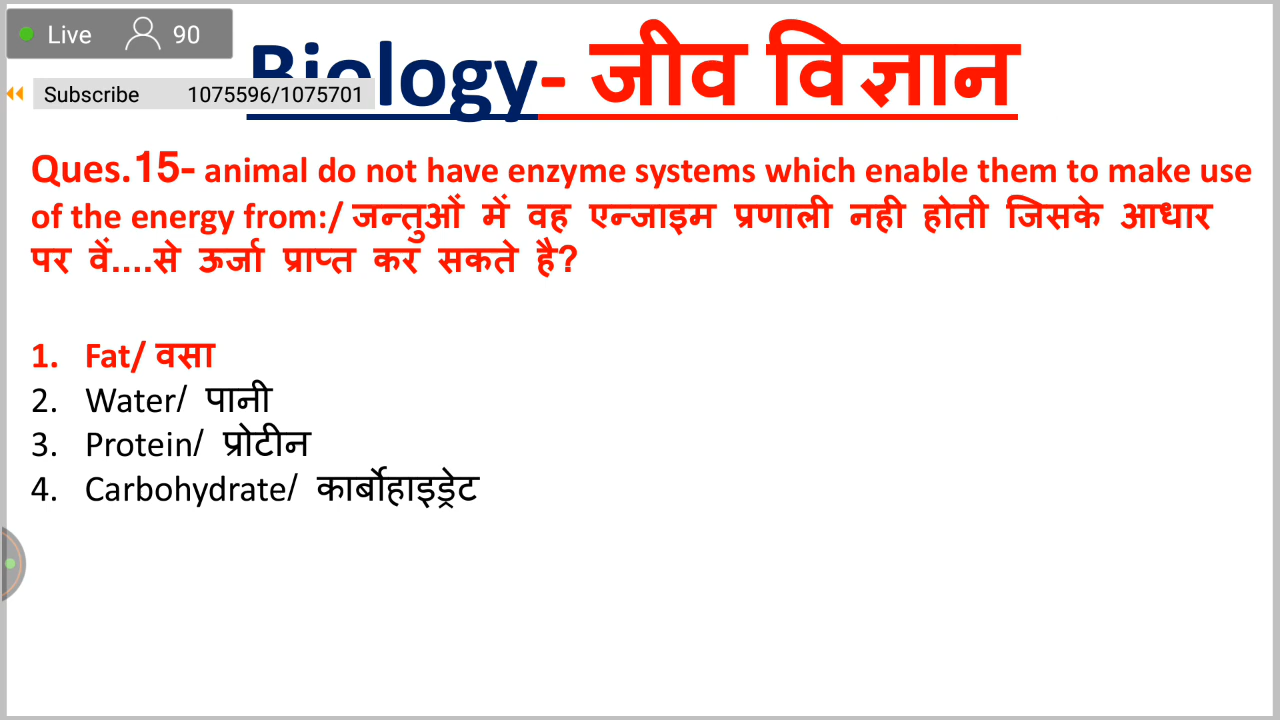 Live 90
Biology- जीव विज्ञान
Subscribe 1075596/1075701
Ques.15- animal do not have enzyme systems which enable them to make use
of the energy from:/ जन्तुओं में वह एन्जाइम प्रणाली नही होती जिसके आधार
पर वें....से ऊर्जा प्राप्त कर सकते है?
1. Fat/ वसा
2. Water/ पानी
3. Protein/ प्रोटीन
4. Carbohydrate/ कार्बोहाइड्रेट